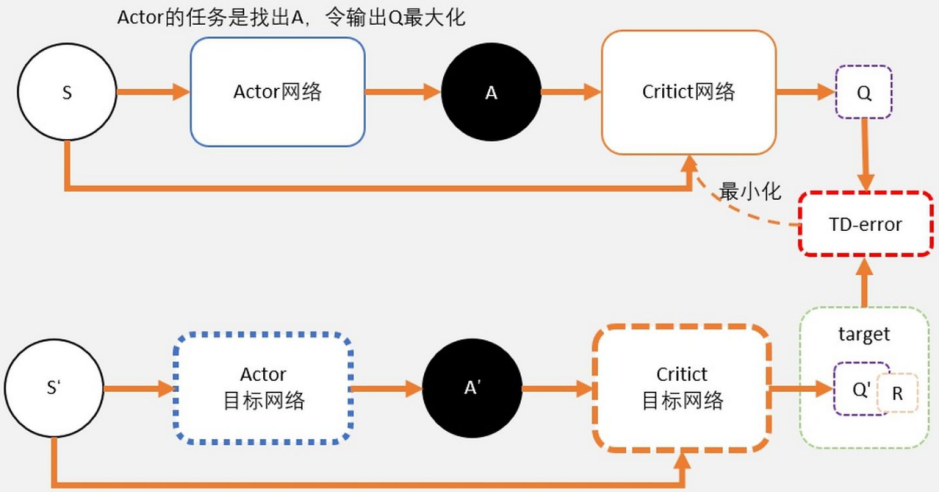 Actor的任务是找出A，令输出Q最大化
S
Actor网络
A
Critict网络
Q
最小化
TD-error
target
S‘
Actor
目标网络
A’
Critict
目标网络
Q'
R